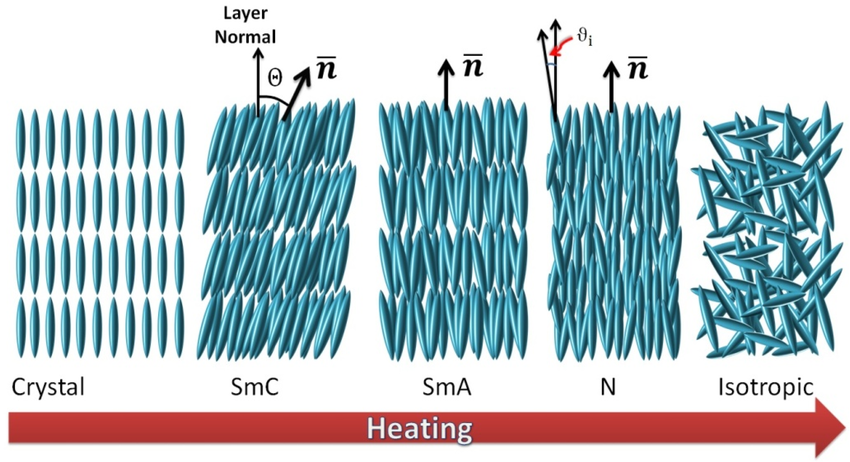 Layer
Normal
Θ
n̅
n̅
ϑi
n̅
Crystal
SmC
SmA
N
Isotropic
Heating